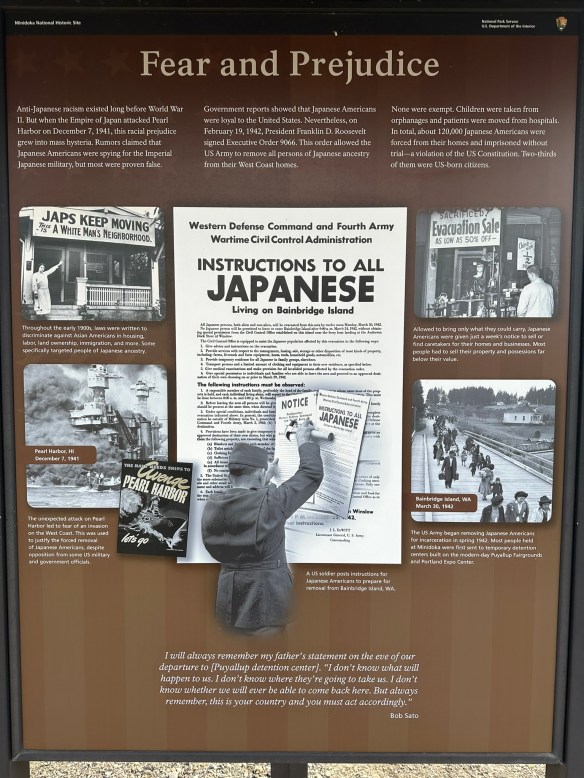 Minidoka National Historic Site
National Park Service
U.S. Department of the Interior
Fear and Prejudice
Anti-Japanese racism existed long before World War
II. But when the Empire of Japan attacked Pearl
Harbor on December 7, 1941, this racial prejudice
grew into mass hysteria. Rumors claimed that
Japanese Americans were spying for the Imperial
Japanese military, but most were proven false.
Government reports showed that Japanese Americans
were loyal to the United States. Nevertheless, on
February 19, 1942, President Franklin D. Roosevelt
signed Executive Order 9066. This order allowed the
US Army to remove all persons of Japanese ancestry
from their West Coast homes.
None were exempt. Children were taken from
orphanages and patients were moved from hospitals.
In total, about 120,000 Japanese Americans were
forced from their homes and imprisoned without
trial—a violation of the US Constitution. Two-thirds
of them were US-born citizens.
JAPS KEEP MOVING
THIS IS A WHITE MAN'S NEIGHBORHOOD.
Throughout the early 1900s, laws were written to
discriminate against Asian Americans in housing,
labor, land ownership, immigration, and more. Some
specifically targeted people of Japanese ancestry.
Pearl Harbor, HI
December 7, 1941
avenge
PEARL HARBOR
let's go
The unexpected attack on Pearl
Harbor led to fear of an invasion
on the West Coast. This was used
to justify the forced removal
of Japanese Americans, despite
opposition from some US military
and government officials.
Western Defense Command and Fourth Army
Wartime Civil Control Administration
INSTRUCTIONS TO ALL
JAPANESE
Living on Bainbridge Island
The following instructions must be observed:
NOTICE
INSTRUCTIONS TO ALL
JAPANESE
J. L. DeWITT
Lieutenant General, U. S. Army
Commanding
A US soldier posts instructions for
Japanese Americans to prepare for
removal from Bainbridge Island, WA.
SACRIFICED!
Evacuation Sale
AS LOW AS 50% OFF
Allowed to bring only what they could carry, Japanese
Americans were given just a week's notice to sell or
find caretakers for their homes and businesses. Most
people had to sell their property and possessions far
below their value.
Bainbridge Island, WA
March 30, 1942
The US Army began removing Japanese Americans
for incarceration in spring 1942. Most people held
at Minidoka were first sent to temporary detention
centers built on the modern-day Puyallup Fairgrounds
and Portland Expo Center.
I will always remember my father's statement on the eve of our
departure to [Puyallup detention center]. "I don't know what will
happen to us. I don't know where they're going to take us. I don't
know whether we will ever be able to come back here. But always
remember, this is your country and you must act accordingly."
Bob Sato